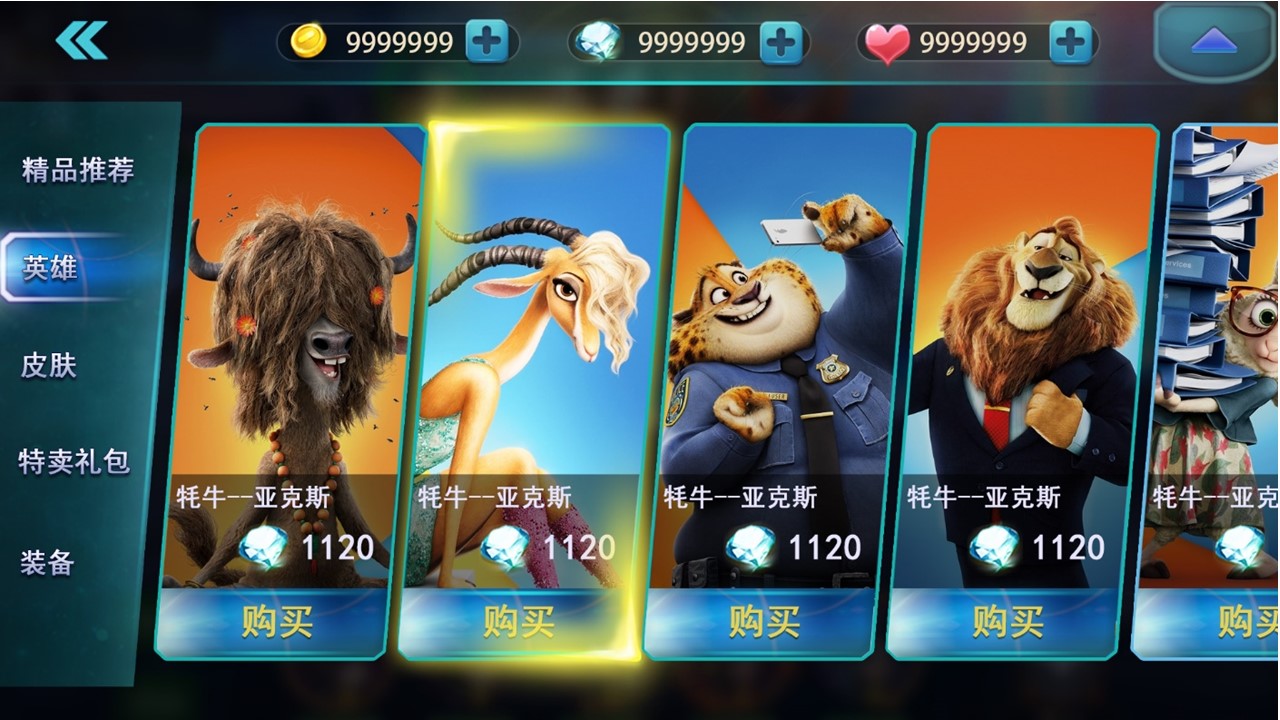 9999999 9999999 9999999
精品推荐
英雄
皮肤
特卖礼包
装备
牦牛--亚克斯 牦牛--亚克斯 牦牛--亚克斯 牦牛--亚克斯 牦牛--亚克
1120 1120 1120 1120
购买 购买 购买 购买 购买